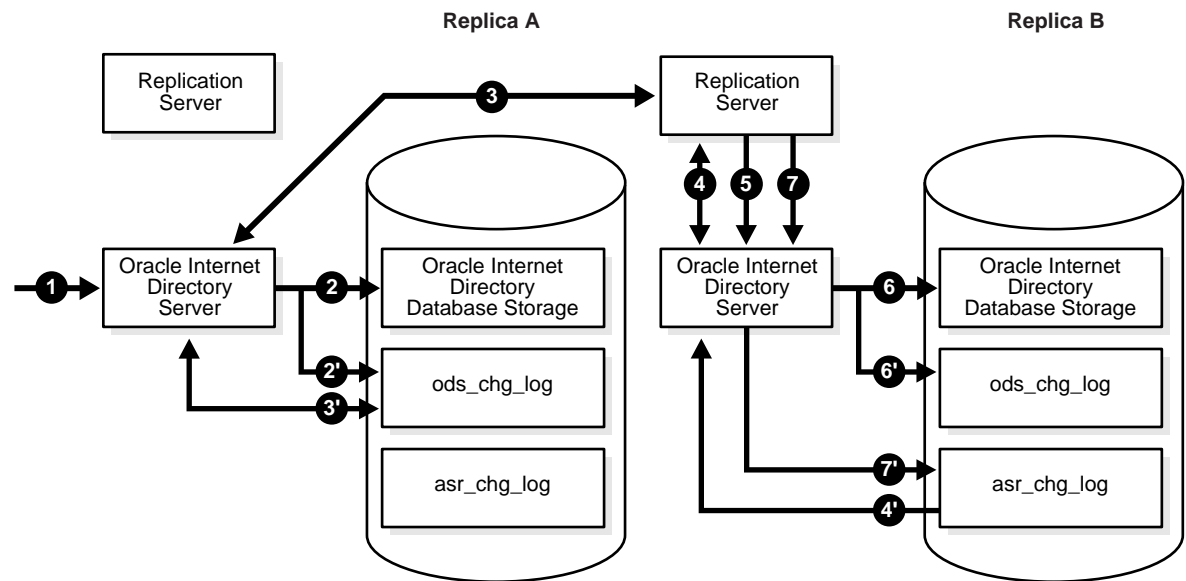 Replica A
Replica B
Replication
Server
3
Replication
Server
4
5
7
1
Oracle Internet
Directory
Server
2
Oracle Internet
Directory
Database Storage
Oracle Internet
Directory
Server
6
Oracle Internet
Directory
Database Storage
2'
ods_chg_log
3'
6'
ods_chg_log
asr_chg_log
7'
asr_chg_log
4'